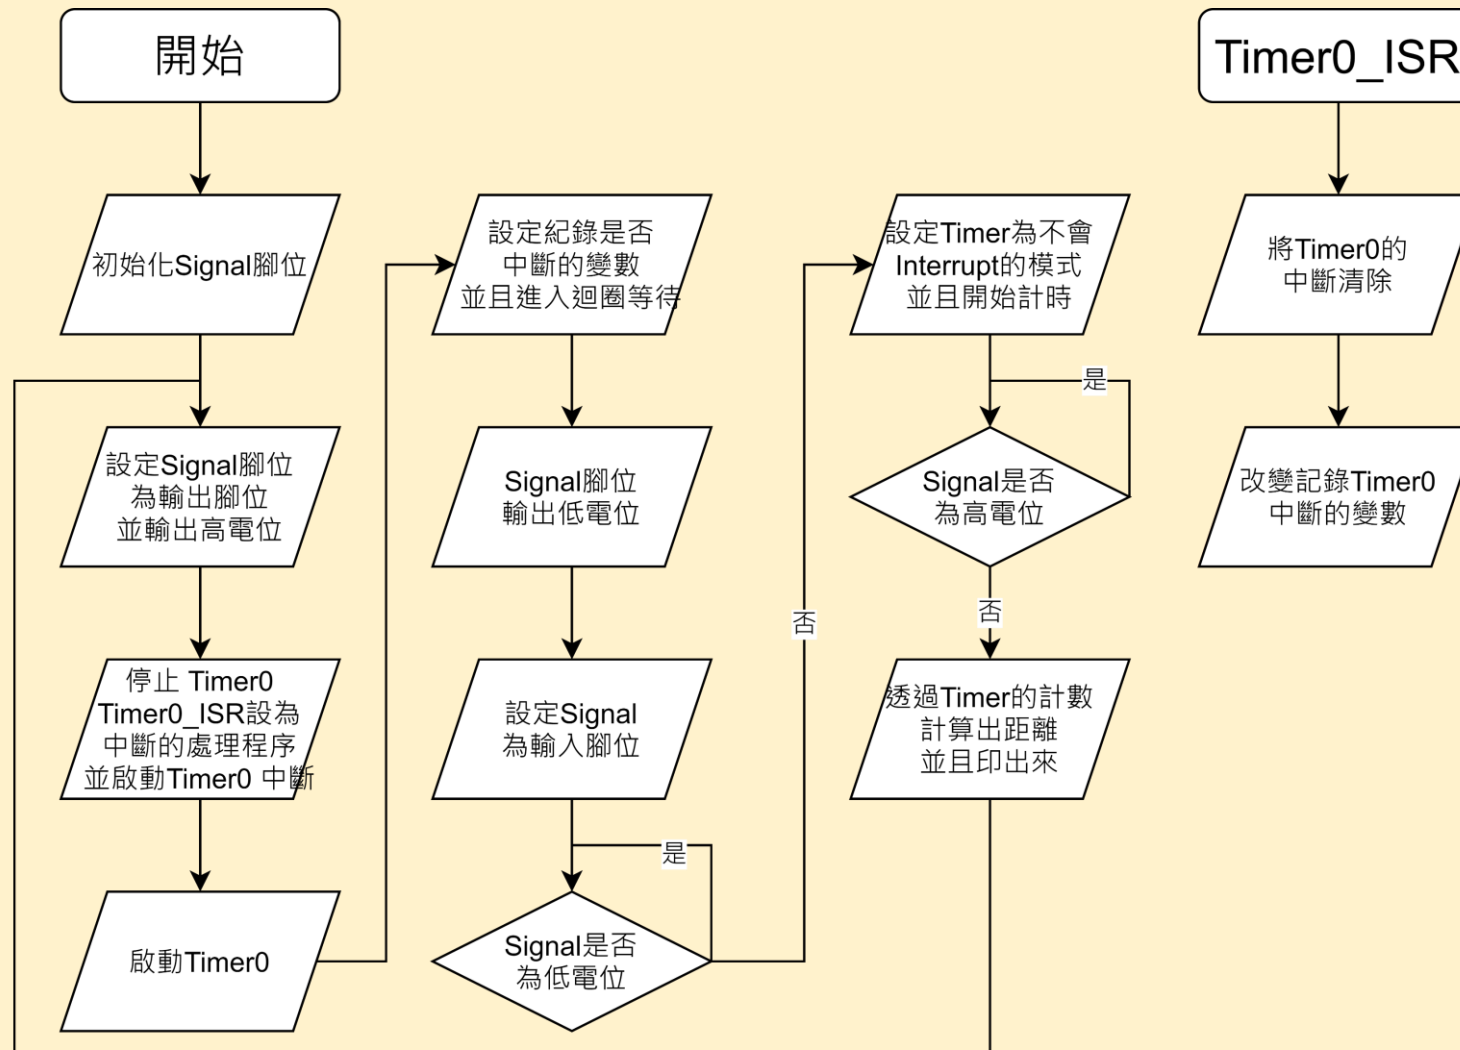 開始
初始化Signal腳位
設定Signal腳位
為輸出腳位
並輸出高電位
停止 Timer0
Timer0_ISR設為
中斷的處理程序
並啟動Timer0 中斷
啟動Timer0
設定紀錄是否
中斷的變數
並且進入迴圈等待
Signal腳位
輸出低電位
設定Signal
為輸入腳位
是
Signal是否
為低電位
否
設定Timer為不會
Interrupt的模式
並且開始計時
是
Signal是否
為高電位
否
透過Timer的計數
計算出距離
並且印出來
Timer0_ISR
將Timer0的
中斷清除
改變記錄Timer0
中斷的變數